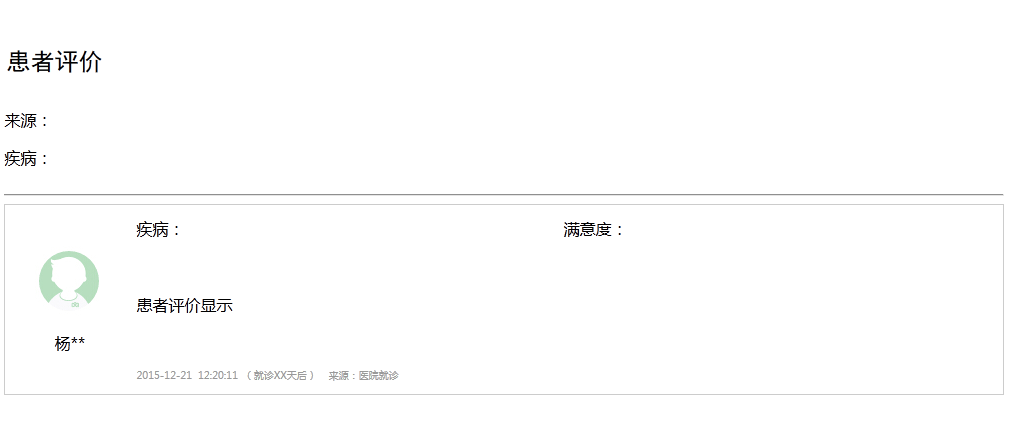 患者评价
来源：
疾病：
疾病： 满意度：
患者评价显示
杨**
2015-12-21 12:20:11 （就诊XX天后） 来源：医院就诊